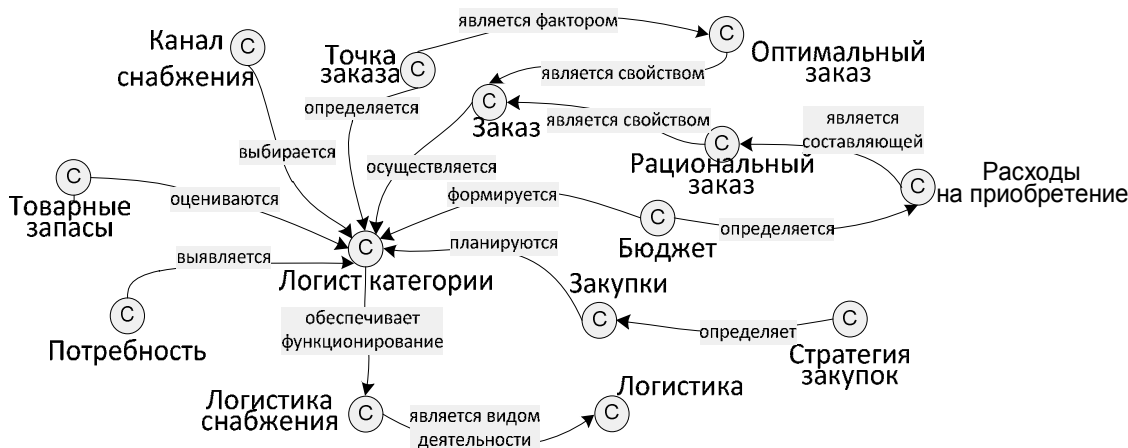 является фактором
С
Канал
снабжения
С
Точка
заказа
С
Оптимальный
заказ
является свойством
определяется
С
Заказ
является свойством
является
составляющей
С
Рациональный
заказ
выбирается
осуществляется
С
Товарные
запасы
оцениваются
формируется
С
Расходы
на приобретение
С
Бюджет
определяется
выявляется
С
Логист категории
планируются
Закупки
С
С
Потребность
обеспечивает
функционирование
определяет
С
Стратегия
закупок
Логистика
снабжения
С
является видом
деятельности
С
Логистика